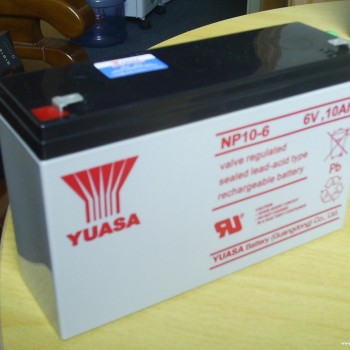 NP10-6 6V,10AH
valve regulated
sealed lead-acid type
rechargeable battery
Pb
YUASA
YUASA Battery (Guangdong) Co., Ltd.